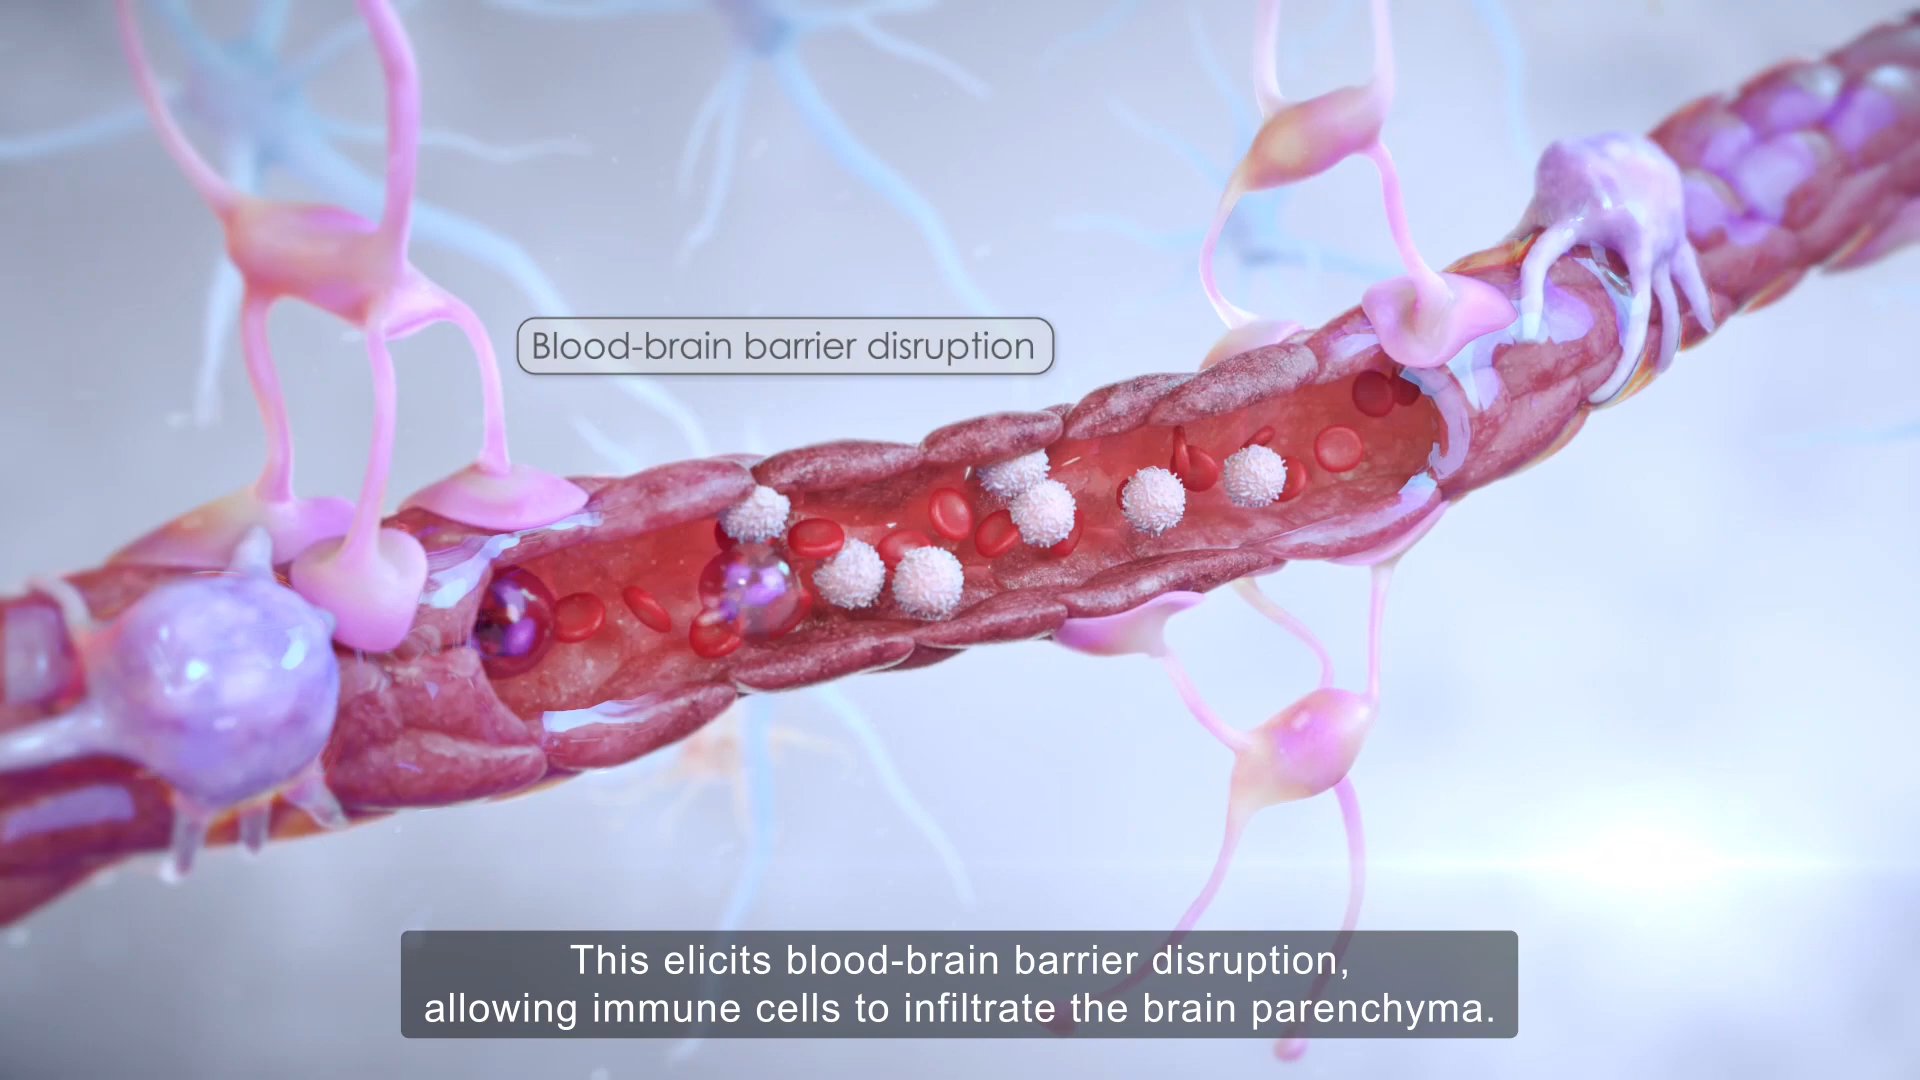 Blood-brain barrier disruption
This elicits blood-brain barrier disruption,
allowing immune cells to infiltrate the brain parenchyma.